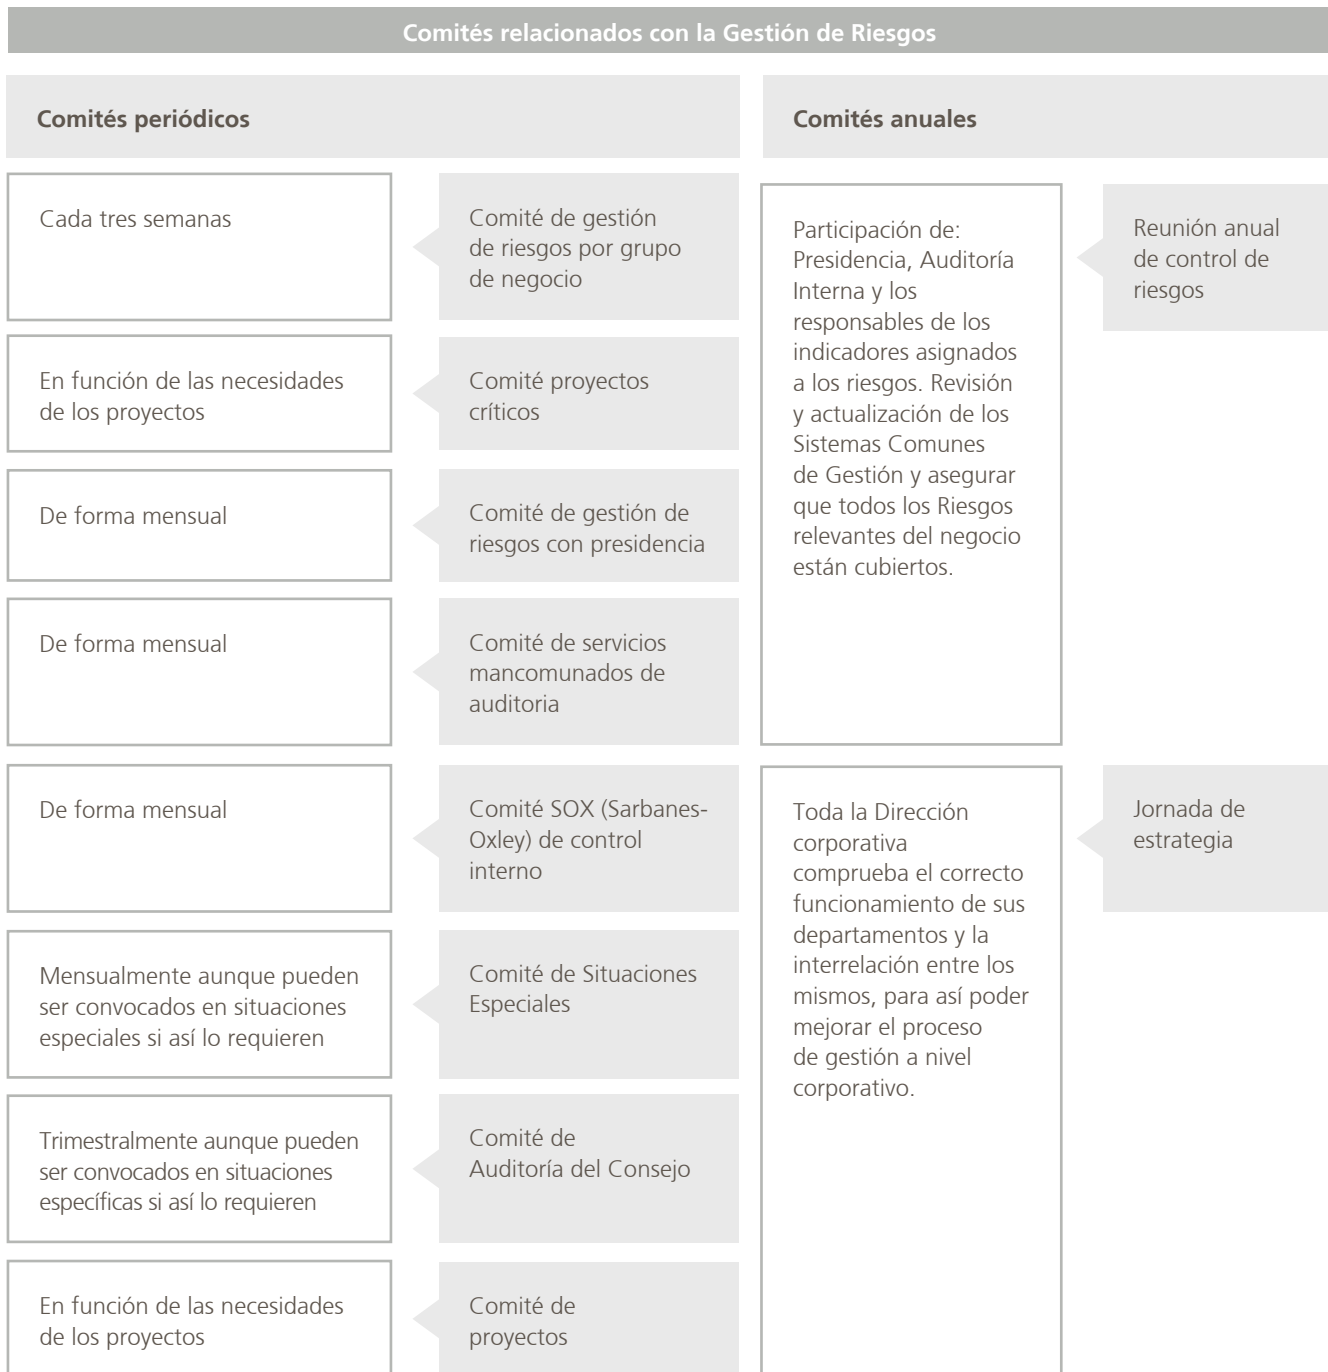 Comités relacionados con la Gestión de Riesgos
Comités periódicos
Cada tres semanas
Comité de gestión
de riesgos por grupo
de negocio
En función de las necesidades
de los proyectos
Comité proyectos
críticos
De forma mensual
Comité de gestión de
riesgos con presidencia
De forma mensual
Comité de servicios
mancomunados de
auditoria
De forma mensual
Comité SOX (Sarbanes-
Oxley) de control
interno
Mensualmente aunque pueden
ser convocados en situaciones
especiales si así lo requieren
Comité de Situaciones
Especiales
Trimestralmente aunque pueden
ser convocados en situaciones
específicas si así lo requieren
Comité de
Auditoría del Consejo
En función de las necesidades
de los proyectos
Comité de
proyectos
Comités anuales
Participación de:
Presidencia, Auditoría
Interna y los
responsables de los
indicadores asignados
a los riesgos. Revisión
y actualización de los
Sistemas Comunes
de Gestión y asegurar
que todos los Riesgos
relevantes del negocio
están cubiertos.
Reunión anual
de control de
riesgos
Toda la Dirección
corporativa
comprueba el correcto
funcionamiento de sus
departamentos y la
interrelación entre los
mismos, para así poder
mejorar el proceso
de gestión a nivel
corporativo.
Jornada de
estrategia